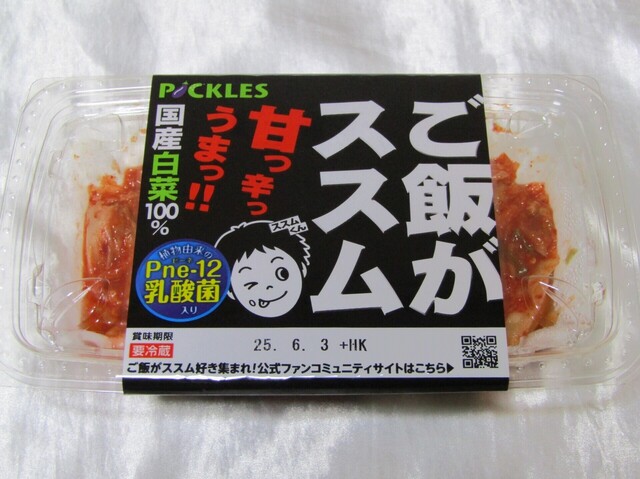 PICKLES
ご飯が
ススム
甘っ辛っ
うまっ!!
国産白菜
100%
ススムくん
植物由来の
Pne-12
乳酸菌
入り
賞味期限
要冷蔵
25. 6. 3 +HK
ご飯がススム好き集まれ!公式ファンコミュニティサイトはこちら▶